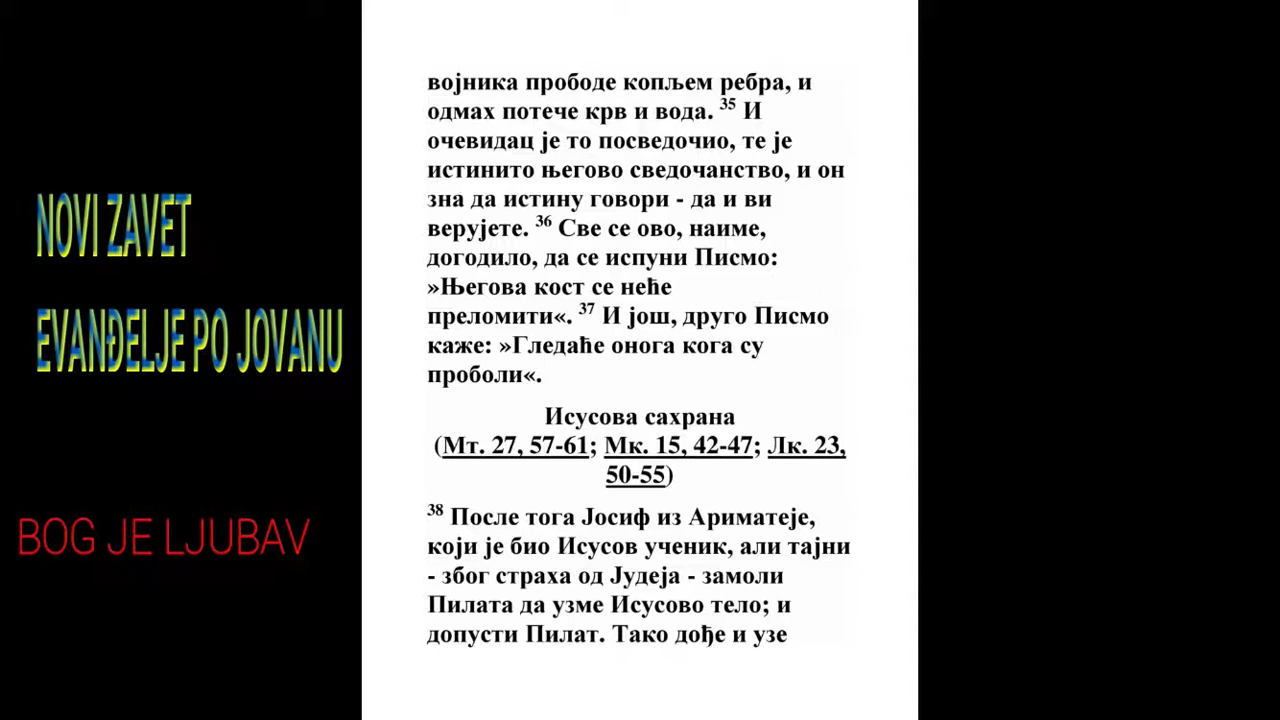 NOVI ZAVET
EVANĐELJE PO JOVANU
BOG JE LJUBAV
војника прободе копљем ребра, и
одмах потече крв и вода. 35 И
очевидац је то посведочио, те је
истинито његово сведочанство, и он
зна да истину говори - да и ви
верујете. 36 Све се ово, наиме,
догодило, да се испуни Писмо:
»Његова кост се неће
преломити«. 37 И још, друго Писмо
каже: »Гледаће онога кога су
проболи«.
Исусова сахрана
(Мт. 27, 57-61; Мк. 15, 42-47; Лк. 23,
50-55)
38 После тога Јосиф из Ариматеје,
који је био Исусов ученик, али тајни
- због страха од Јудеја - замоли
Пилата да узме Исусово тело; и
допусти Пилат. Тако дође и узе